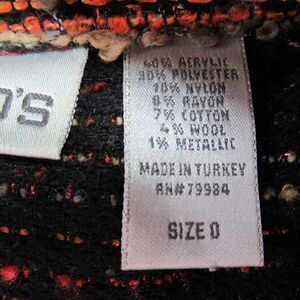 O'S
40% ACRYLIC
30% POLYESTER
10% NYLON
8% RAYON
7% COTTON
4% WOOL
1% METALLIC
MADE IN TURKEY
RN#79984
SIZE 0